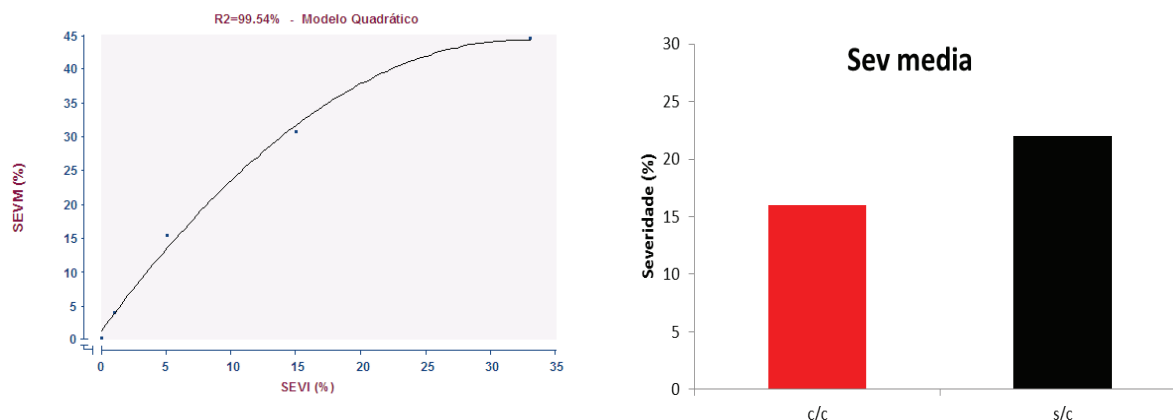 R2=99.54% - Modelo Quadrático
45
40
35
30
25
20
15
10
5
0
SEVM (%)
0 5 10 15 20 25 30 35
SEVI (%)
Sev media
30
25
20
15
10
5
0
Severidade (%)
c/c s/c